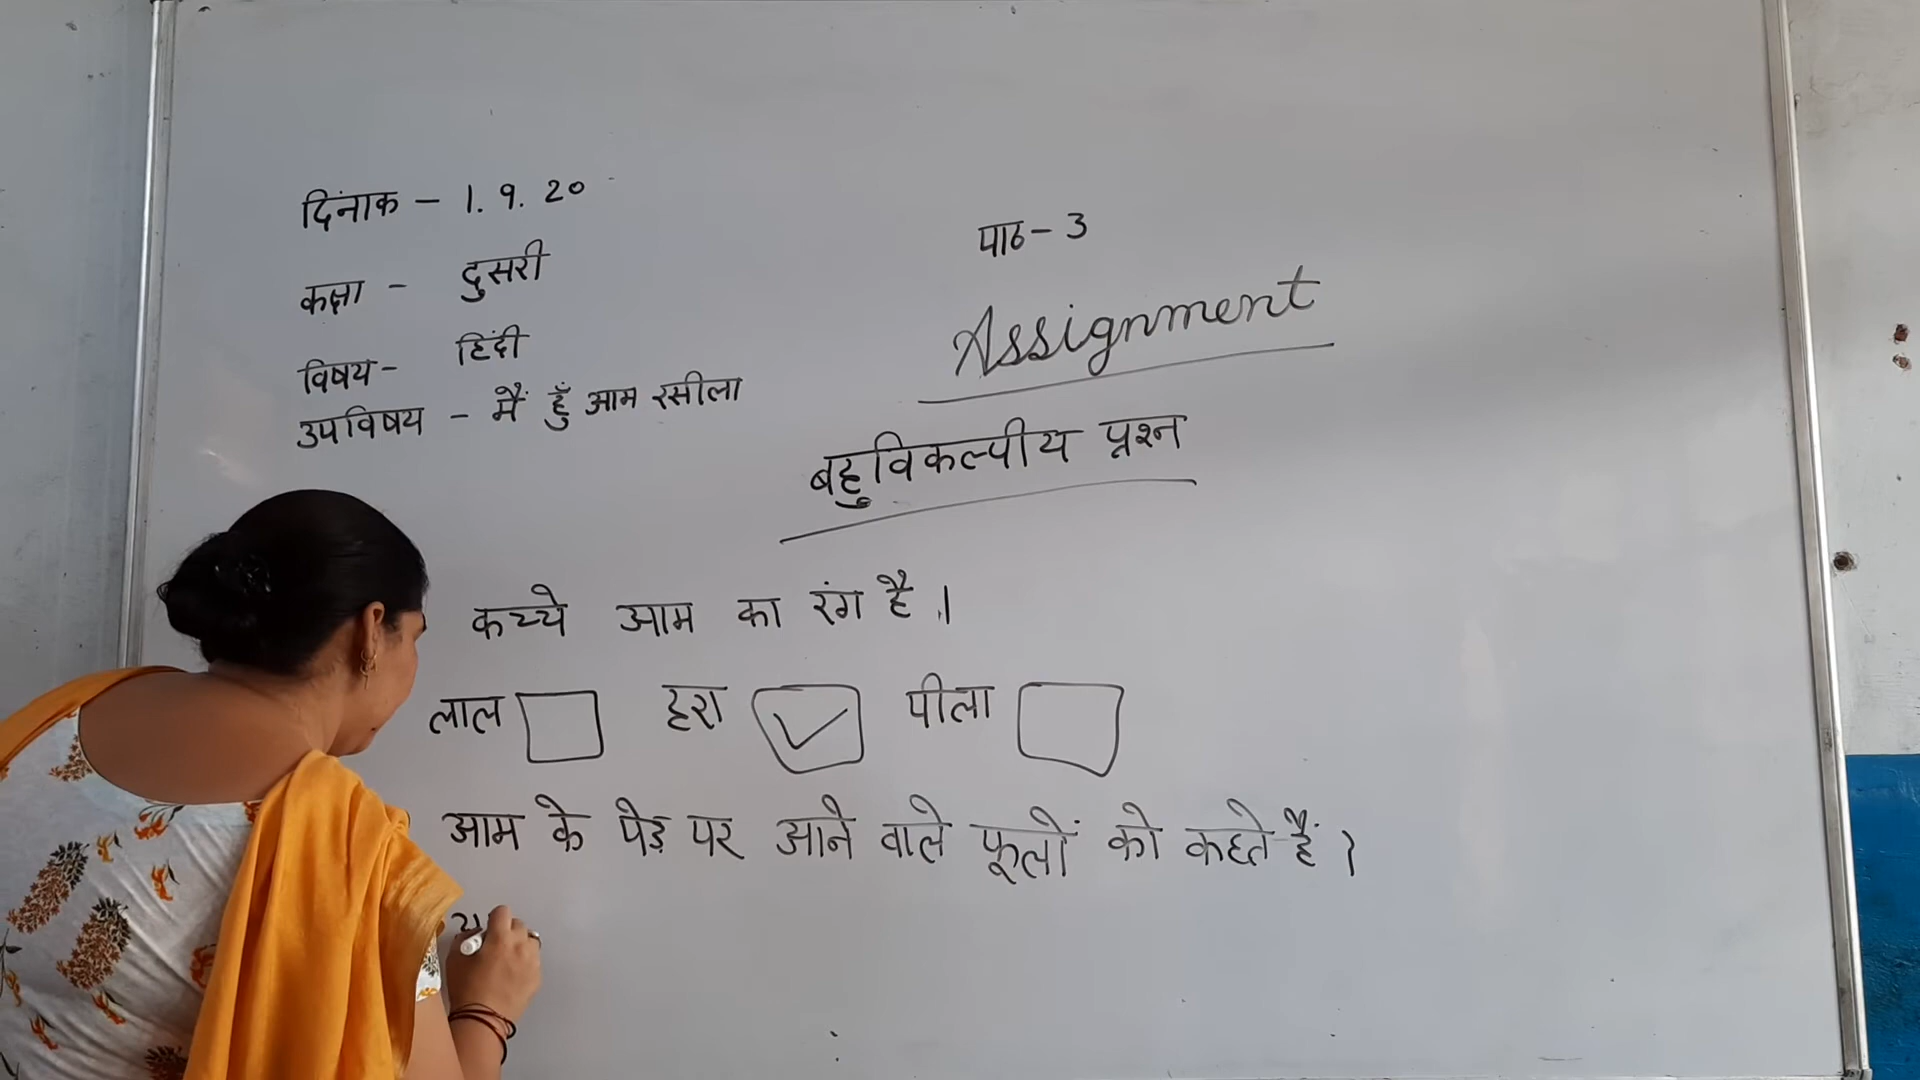 दिंनाक - 1. 9. 20
कक्षा - दुसरी
विषय- हिंदी
उपविषय - मैं हूँ आम रसीला
पाठ- 3
Assignment
बहुविकल्पीय प्रश्न
कच्चे आम का रंग है ।
लाल हरा पीला
आम के पेड़ पर आने वाले फूलों को कहते हैं ?